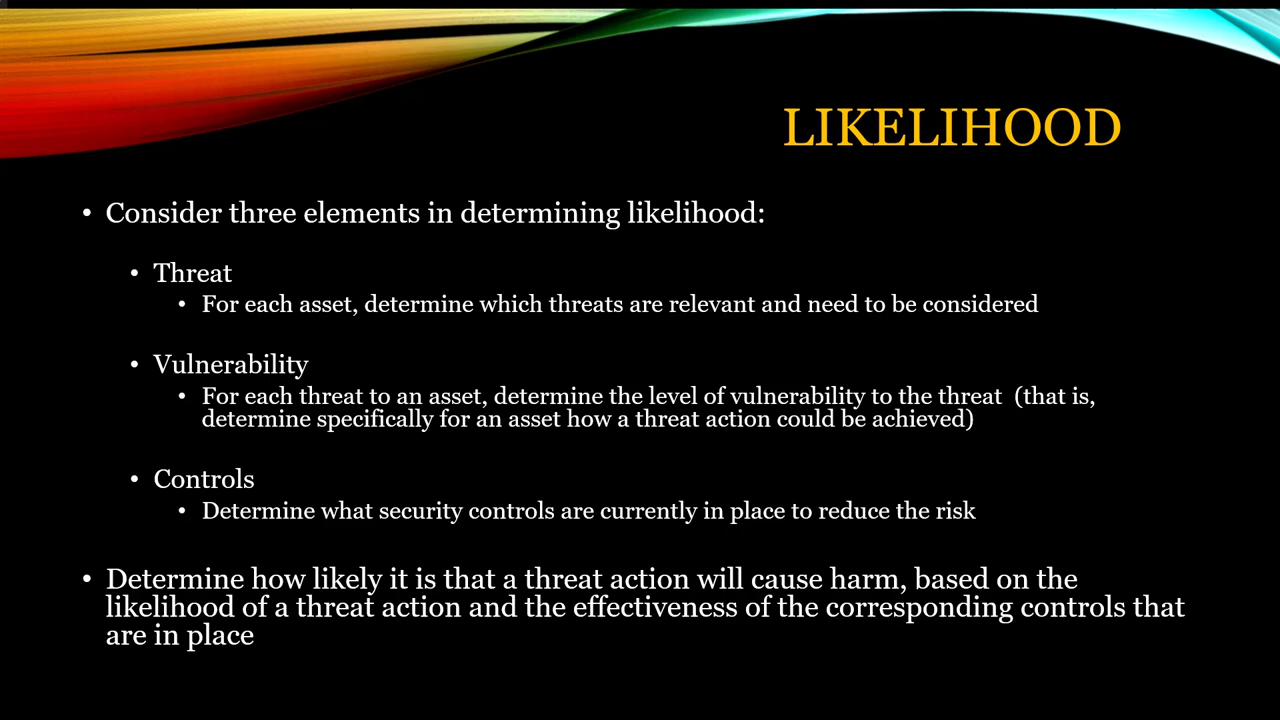 LIKELIHOOD
• Consider three elements in determining likelihood:
• Threat
• For each asset, determine which threats are relevant and need to be considered
• Vulnerability
• For each threat to an asset, determine the level of vulnerability to the threat  (that is,
determine specifically for an asset how a threat action could be achieved)
• Controls
• Determine what security controls are currently in place to reduce the risk
• Determine how likely it is that a threat action will cause harm, based on the
likelihood of a threat action and the effectiveness of the corresponding controls that
are in place